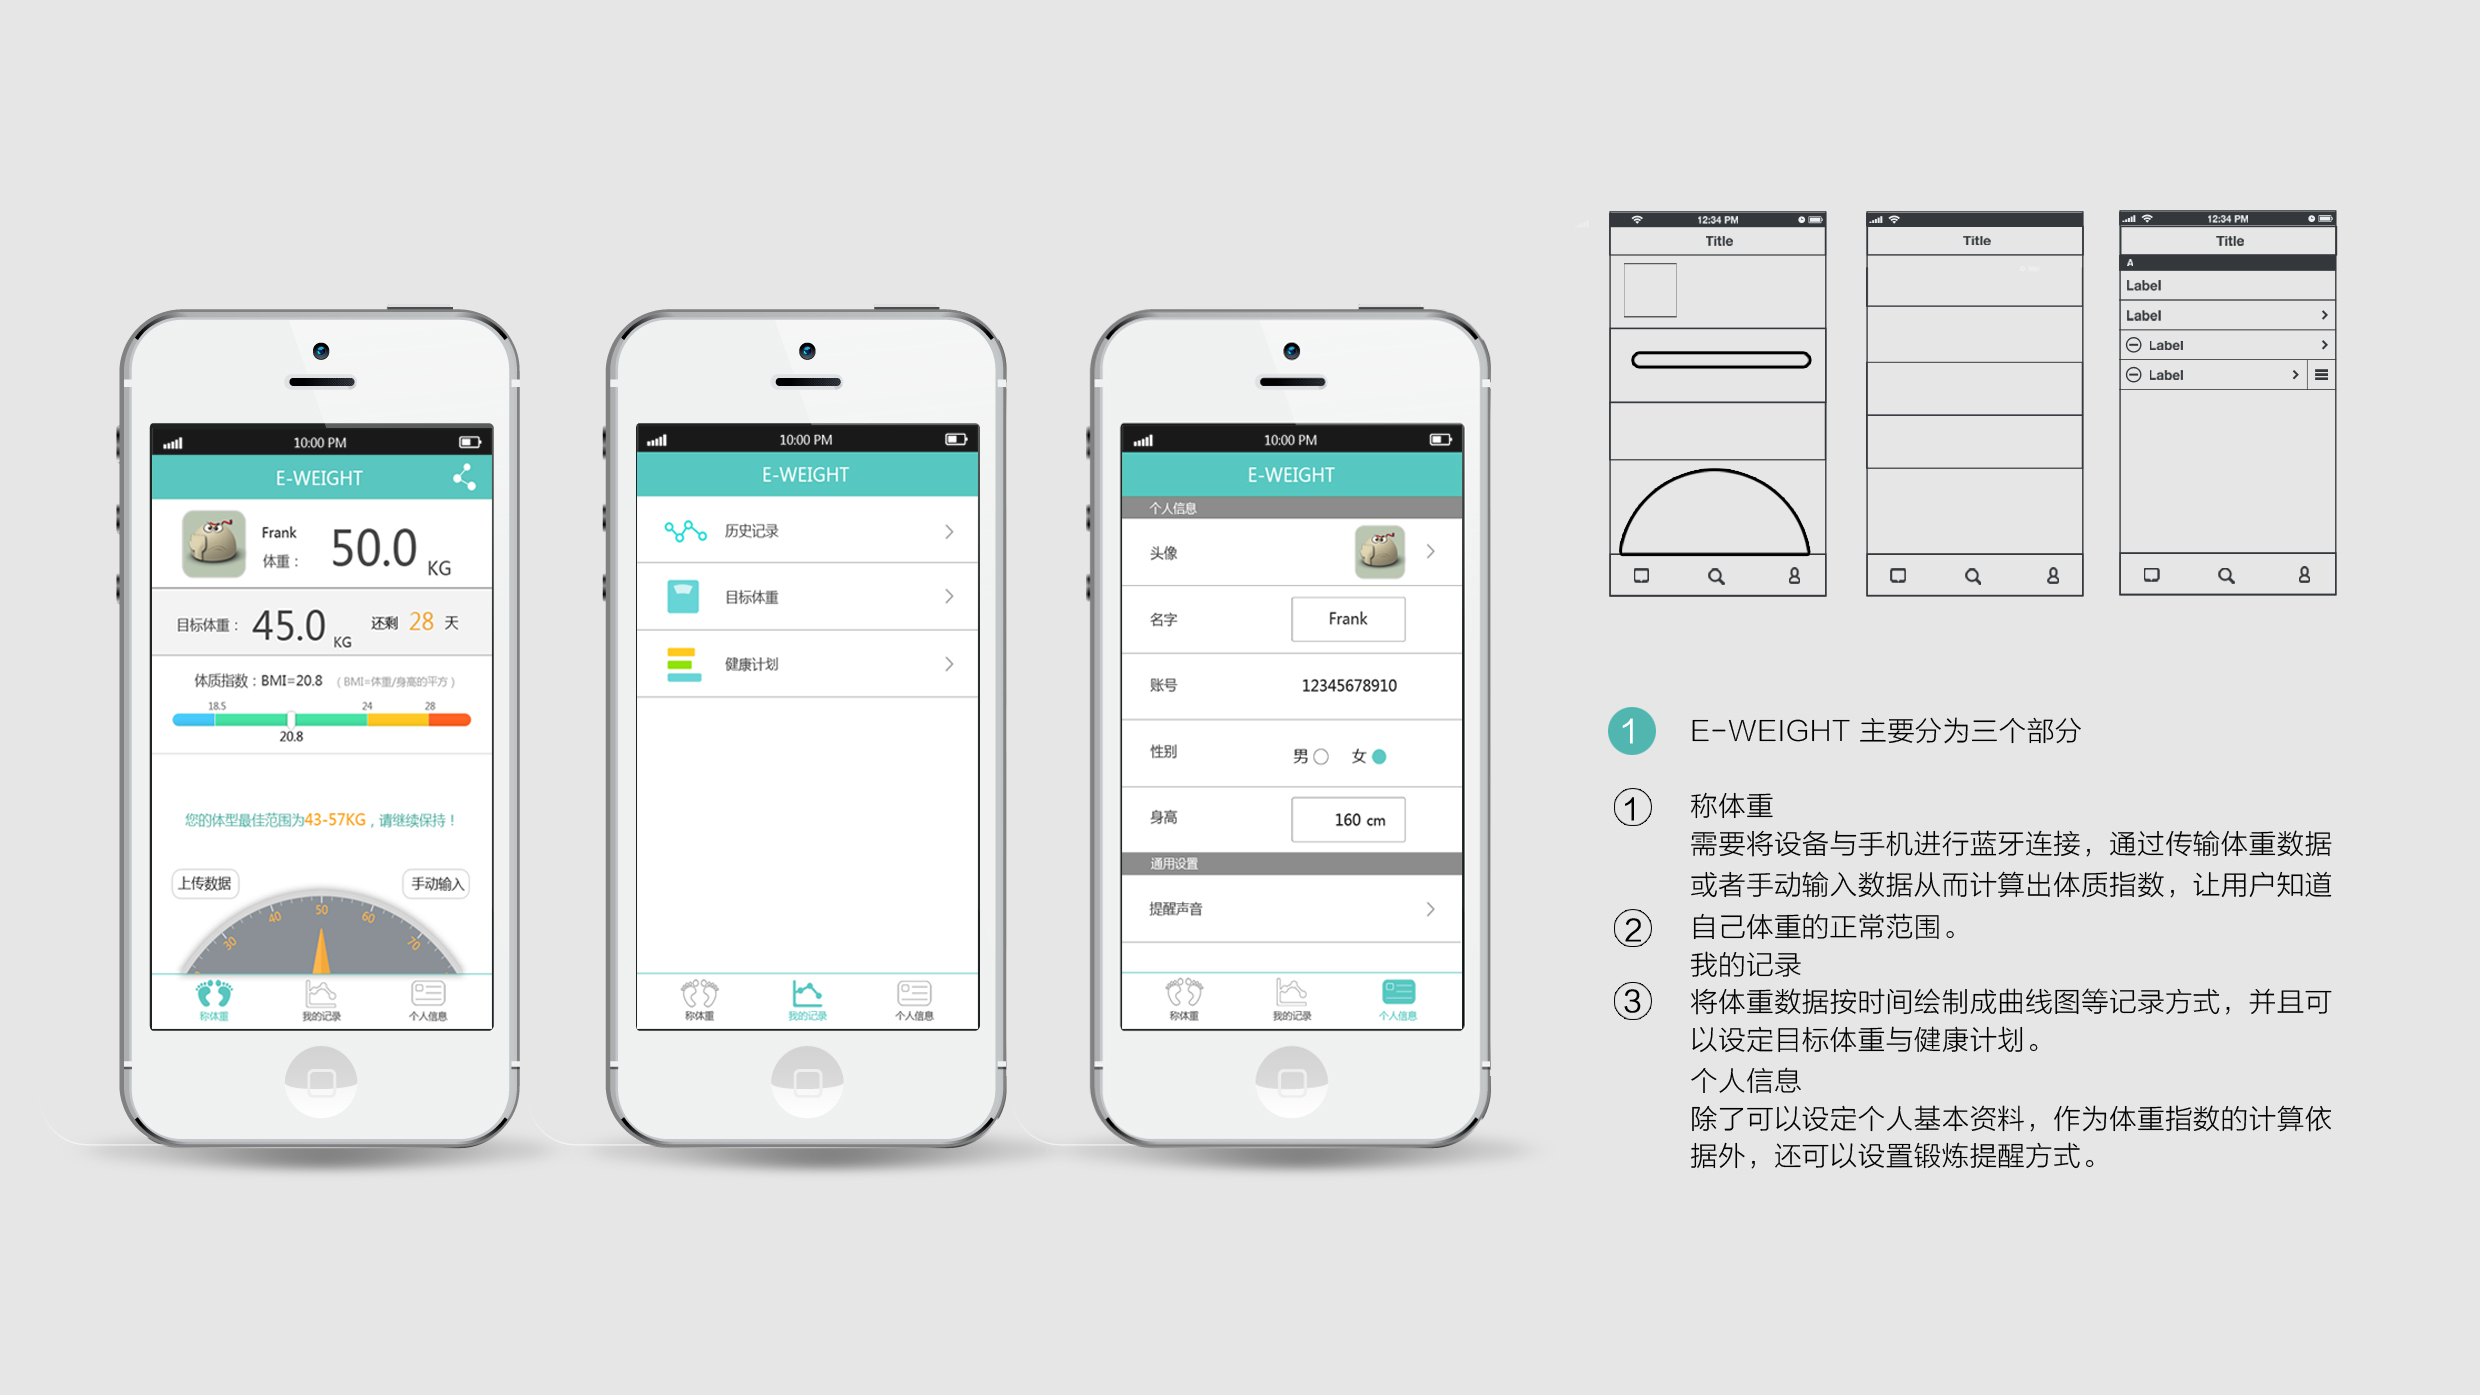 10:00 PM
E-WEIGHT
Frank
体重：
50.0
KG
目标体重：
45.0
KG
还剩 28 天
体质指数：BMI=20.8 （BMI=体重/身高的平方）
18.5
24
28
20.8
您的体型最佳范围为43-57KG，请继续保持！
上传数据
手动输入
30
40
50
60
70
称体重
我的记录
个人信息
10:00 PM
E-WEIGHT
历史记录
目标体重
健康计划
称体重
我的记录
个人信息
10:00 PM
E-WEIGHT
个人信息
头像
名字
Frank
账号
12345678910
性别
男
女
身高
160 cm
通用设置
提醒声音
称体重
我的记录
个人信息
12:34 PM
Title
Title
12:34 PM
Title
A
Label
Label
Label
Label
1 E-WEIGHT 主要分为三个部分
① 称体重
需要将设备与手机进行蓝牙连接，通过传输体重数据
或者手动输入数据从而计算出体质指数，让用户知道
② 自己体重的正常范围。
我的记录
③ 将体重数据按时间绘制成曲线图等记录方式，并且可
以设定目标体重与健康计划。
个人信息
除了可以设定个人基本资料，作为体重指数的计算依
据外，还可以设置锻炼提醒方式。